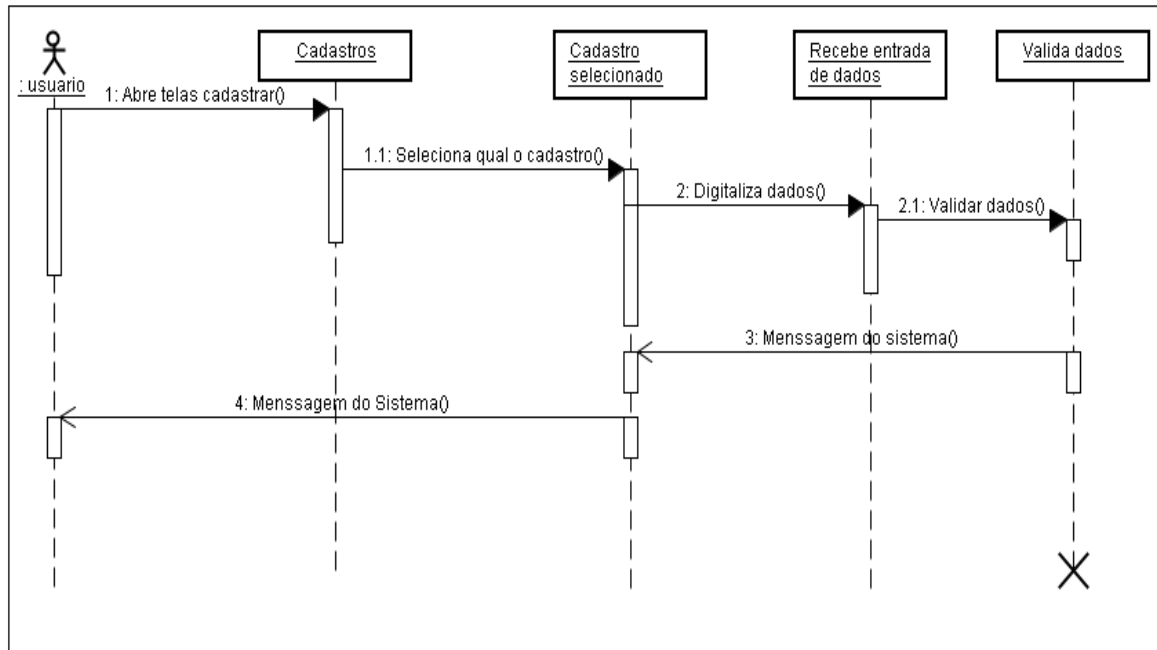 Cadastros
Cadastro
selecionado
Recebe entrada
de dados
Valida dados
: usuario
1: Abre telas cadastrar()
1.1: Seleciona qual o cadastro()
2: Digitaliza dados()
2.1: Validar dados()
3: Menssagem do sistema()
4: Menssagem do Sistema()